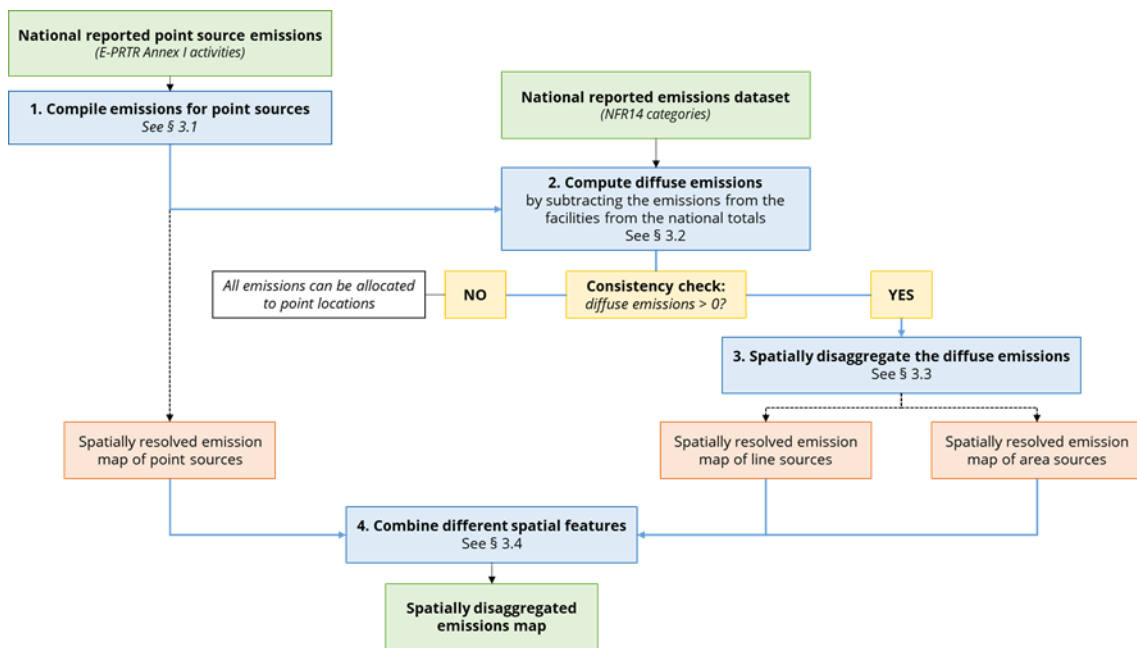 National reported point source emissions
(E-PRTR Annex I activities)
1. Compile emissions for point sources
See § 3.1
National reported emissions dataset
(NFR14 categories)
2. Compute diffuse emissions
by subtracting the emissions from the
facilities from the national totals
See § 3.2
All emissions can be allocated
to point locations
NO
Consistency check:
diffuse emissions > 0?
YES
3. Spatially disaggregate the diffuse emissions
See § 3.3
Spatially resolved emission
map of point sources
Spatially resolved emission
map of line sources
Spatially resolved emission
map of area sources
4. Combine different spatial features
See § 3.4
Spatially disaggregated
emissions map